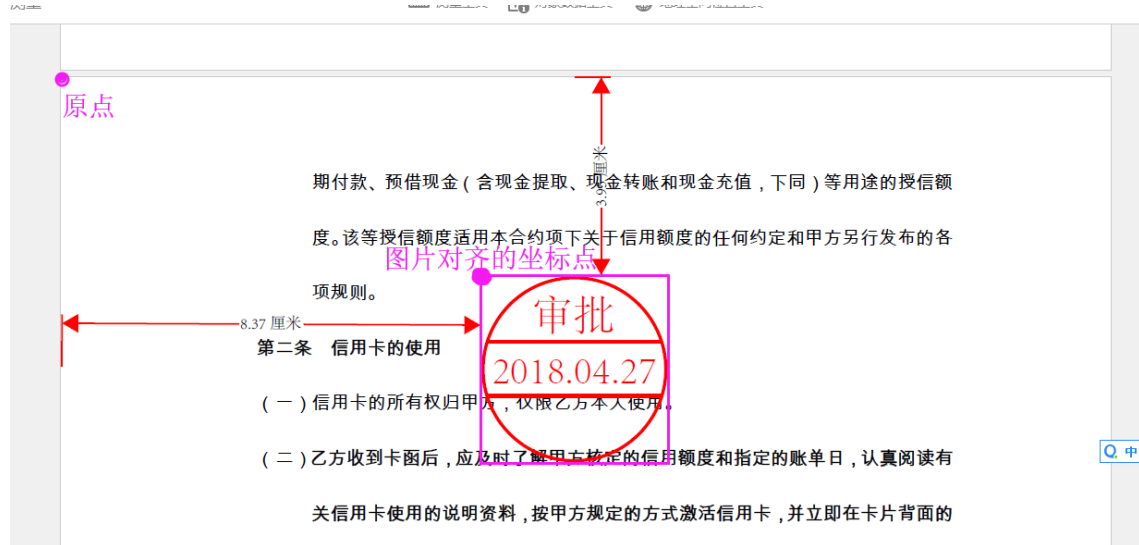 原点
期付款、预借现金(含现金提取、现金转账和现金充值,下同)等用途的授信额
度。该等授信额度适用本合约项下关于信用额度的任何约定和甲方另行发布的各
图片对齐的坐标点
项规则。
审批
8.37 厘米
第二条 信用卡的使用
2018.04.27
(一)信用卡的所有权归甲方,仅限乙方本人使用。
(二)乙方收到卡函后,应及时了解甲方核定的信用额度和指定的账单日,认真阅读有
关信用卡使用的说明资料,按甲方规定的方式激活信用卡,并立即在卡片背面的
中